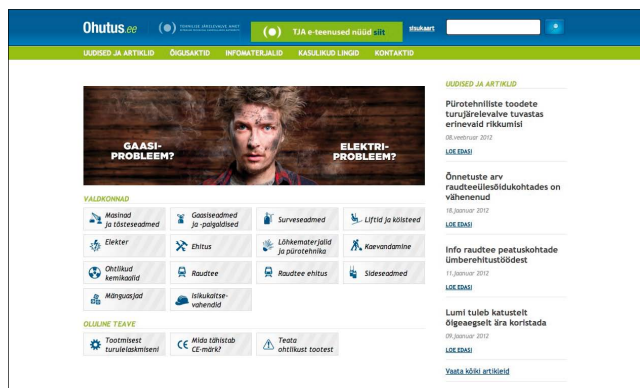 Ohutus.ee
TEHNILISE JÄRELEVALVE AMET
TJA e-teenused nüüd siit
sisukaart
UUDISED JA ARTIKLID
ÕIGUSAKTID
INFOMATERJALID
KASULIKUD LINGID
KONTAKTID
GAASI-
PROBLEEM?
ELEKTRI-
PROBLEEM?
VALDKONNAD
Masinad
ja tõsteseadmed
Gaasiseadmed
ja -paigaldised
Surveseadmed
Liftid ja köisteed
Elekter
Ehitus
Lõhkematerjalid
ja pürotehnika
Kaevandamine
Ohtlikud
kemikaalid
Raudtee
Raudtee ehitus
Sideseadmed
Mänguasjad
Isikukaitse-
vahendid
OLULINE TEAVE
Tootmisest
turulelaskmiseni
Mida tähistab
CE-märk?
Teata
ohtlikust tootest
UUDISED JA ARTIKLID
Pürotehniliste toodete
turujärelevalve tuvastas
erinevaid rikkumisi
08.veebruar 2012
LOE EDASI
Õnnetuste arv
raudteeülesõidukohtades on
vähenenud
18.jaanuar 2012
LOE EDASI
Info raudtee peatuskohtade
ümberehitustöödest
11.jaanuar 2012
LOE EDASI
Lumi tuleb katustelt
õigeaegselt ära koristada
09.jaanuar 2012
LOE EDASI
Vaata kõiki artikleid